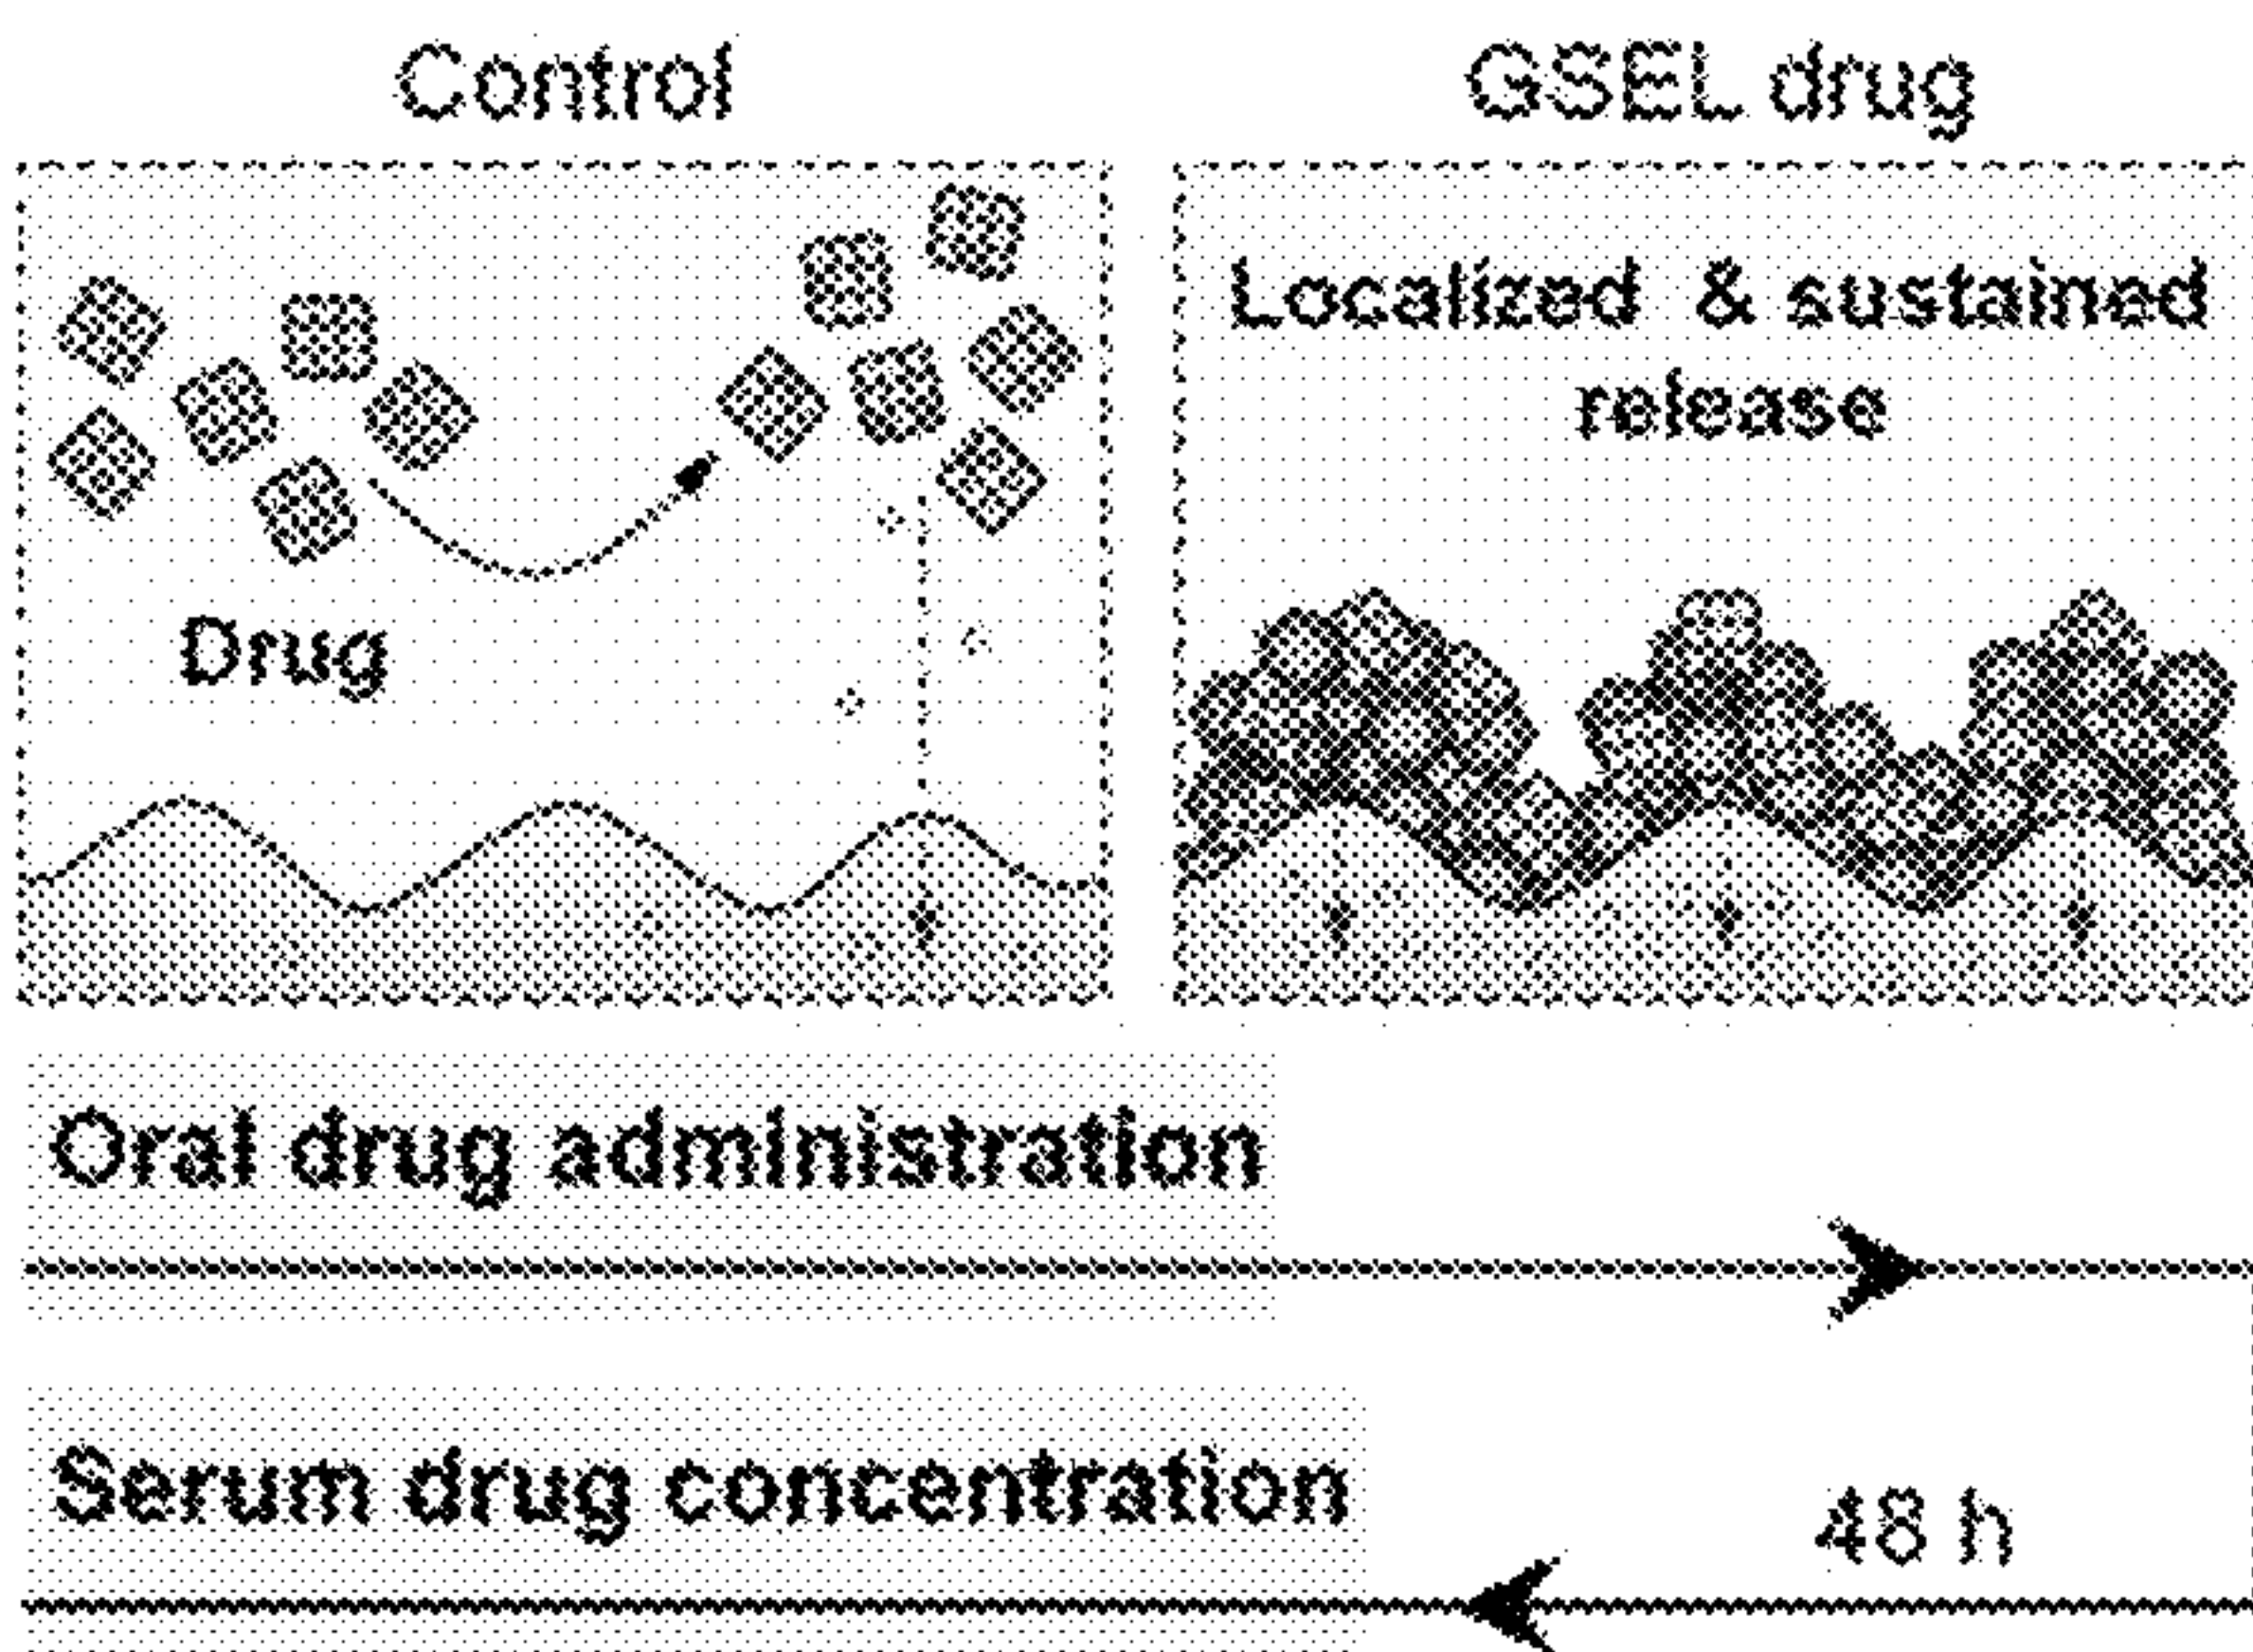 Control
GSEL drug
Localized & sustained
release
Drug
Oral drug administration
Serum drug concentration
48 h